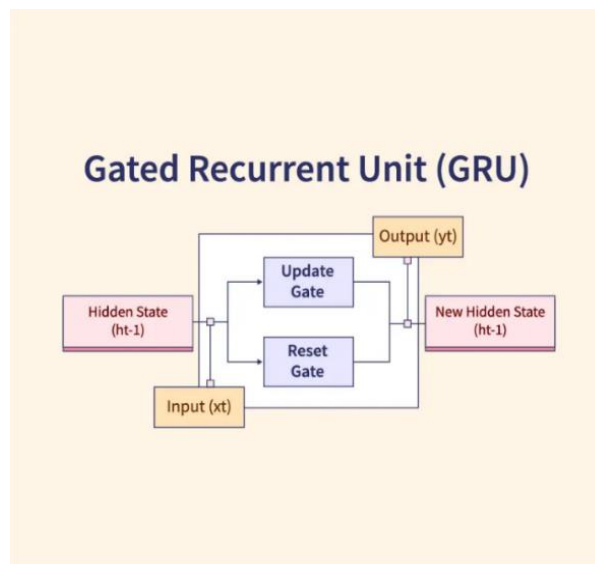 Gated Recurrent Unit (GRU)
Output (yt)
Update
Gate
Hidden State
(ht-1)
New Hidden State
(ht-1)
Reset
Gate
Input (xt)